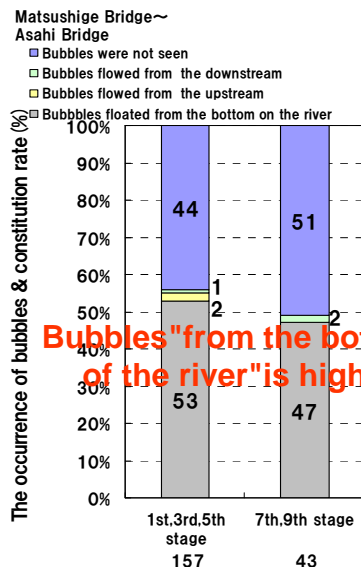 Matsushige Bridge～
Asahi Bridge
Bubbles were not seen
Bubbles flowed from the downstream
Bubbles flowed from the upstream
Bubbbles floated from the bottom on the river
The occurrence of bubbles & constitution rate (%)
100%
90%
80%
70%
60%
50%
40%
30%
20%
10%
0%
44
1
2
53
51
2
47
Bubbles"from the bot
of the river"is high
1st,3rd,5th
stage
7th,9th stage
157
43